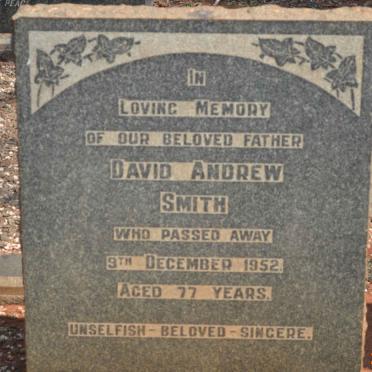 PEACE
IN
LOVING MEMORY
OF OUR BELOVED FATHER
DAVID ANDREW
SMITH
WHO PASSED AWAY
9TH DECEMBER 1952.
AGED 77 YEARS.
UNSELFISH - BELOVED - SINCERE.